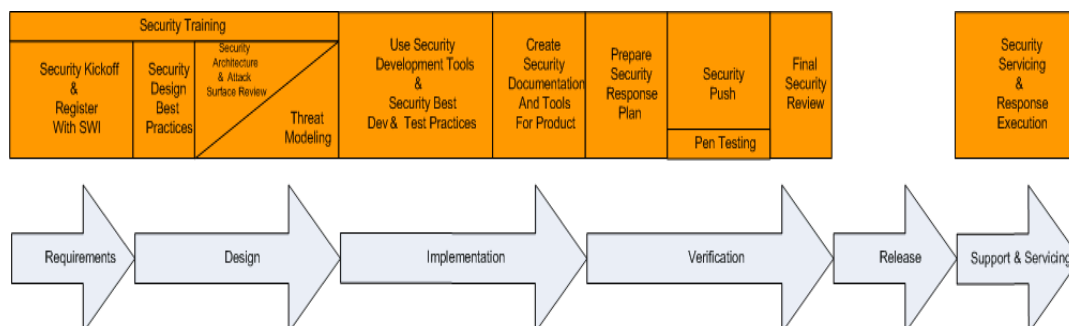 Security Training
Security Kickoff
&
Register
With SWI
Security
Design
Best
Practices
Security
Architecture
& Attack
Surface Review
Threat
Modeling
Use Security
Development Tools
&
Security Best
Dev & Test Practices
Create
Security
Documentation
And Tools
For Product
Prepare
Security
Response
Plan
Security
Push
Pen Testing
Final
Security
Review
Security
Servicing
&
Response
Execution
Requirements
Design
Implementation
Verification
Release
Support & Servicing